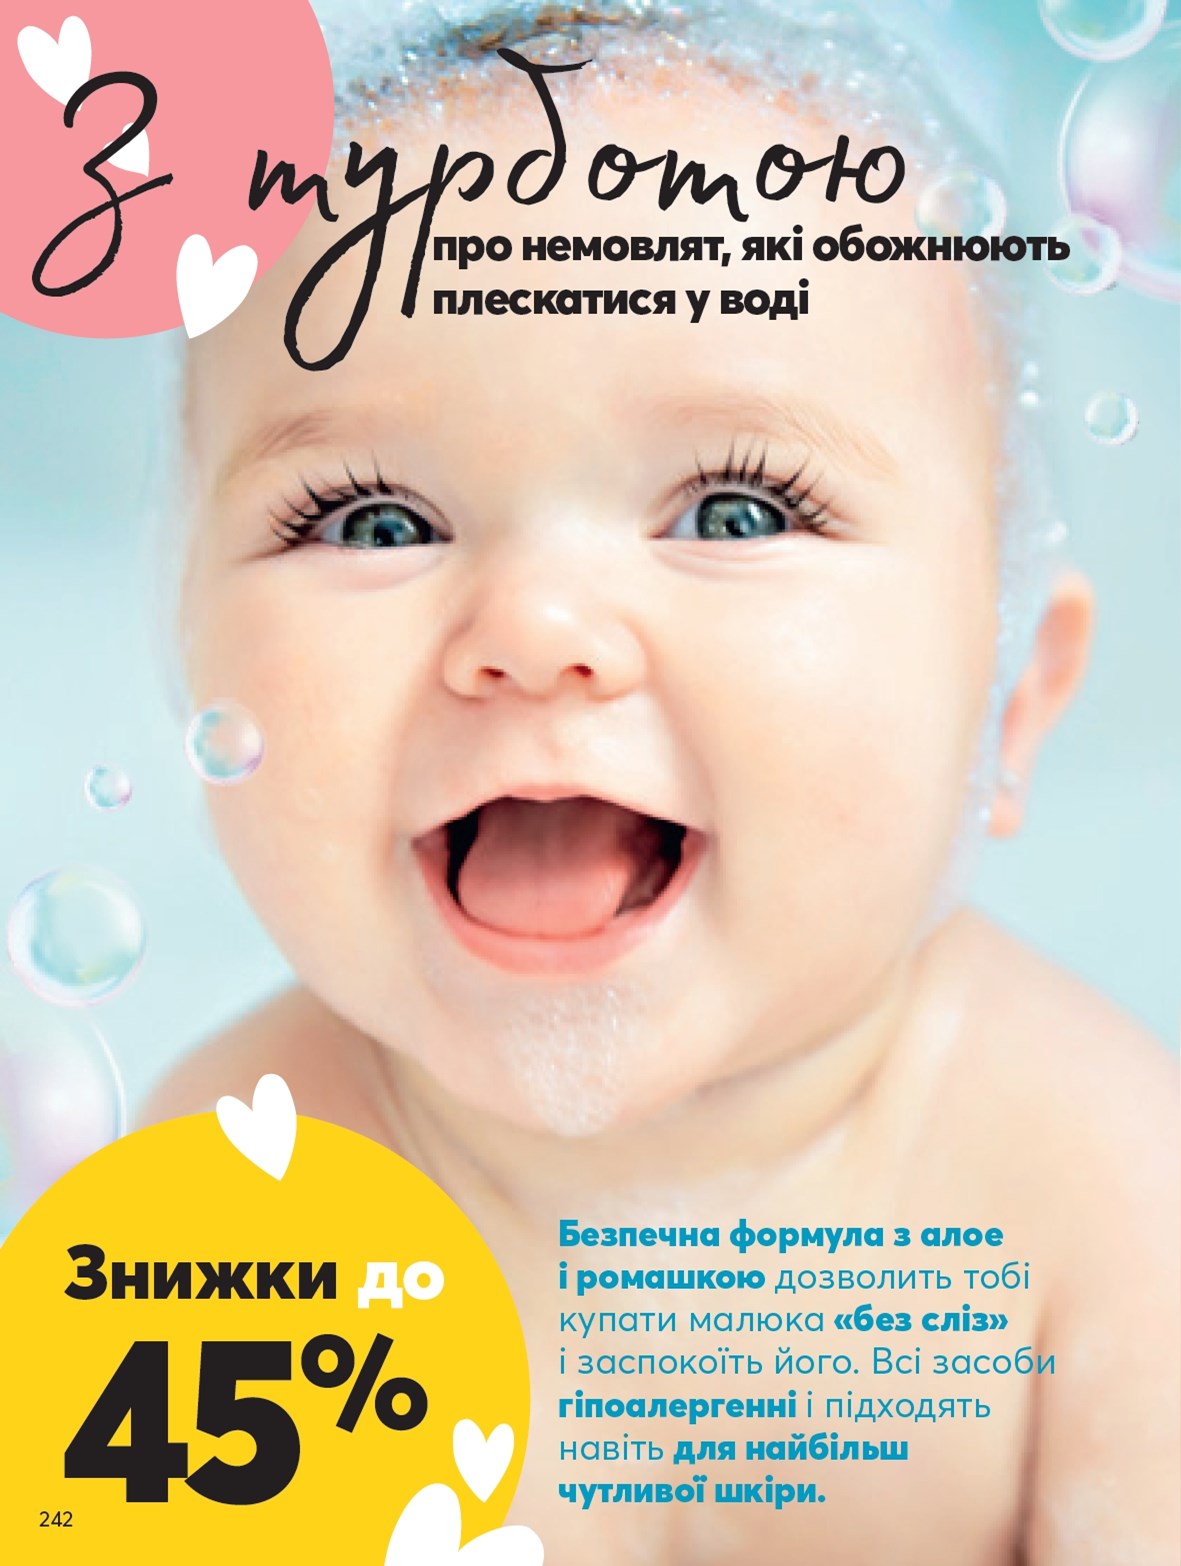 З турботою
про немовлят, які обожнюють
плескатися у воді
Знижки до
45%
Безпечна формула з алое
і ромашкою дозволить тобі
купати малюка «без сліз»
і заспокоїть його. Всі засоби
гіпоалергенні і підходять
навіть для найбільш
чутливої шкіри.
242